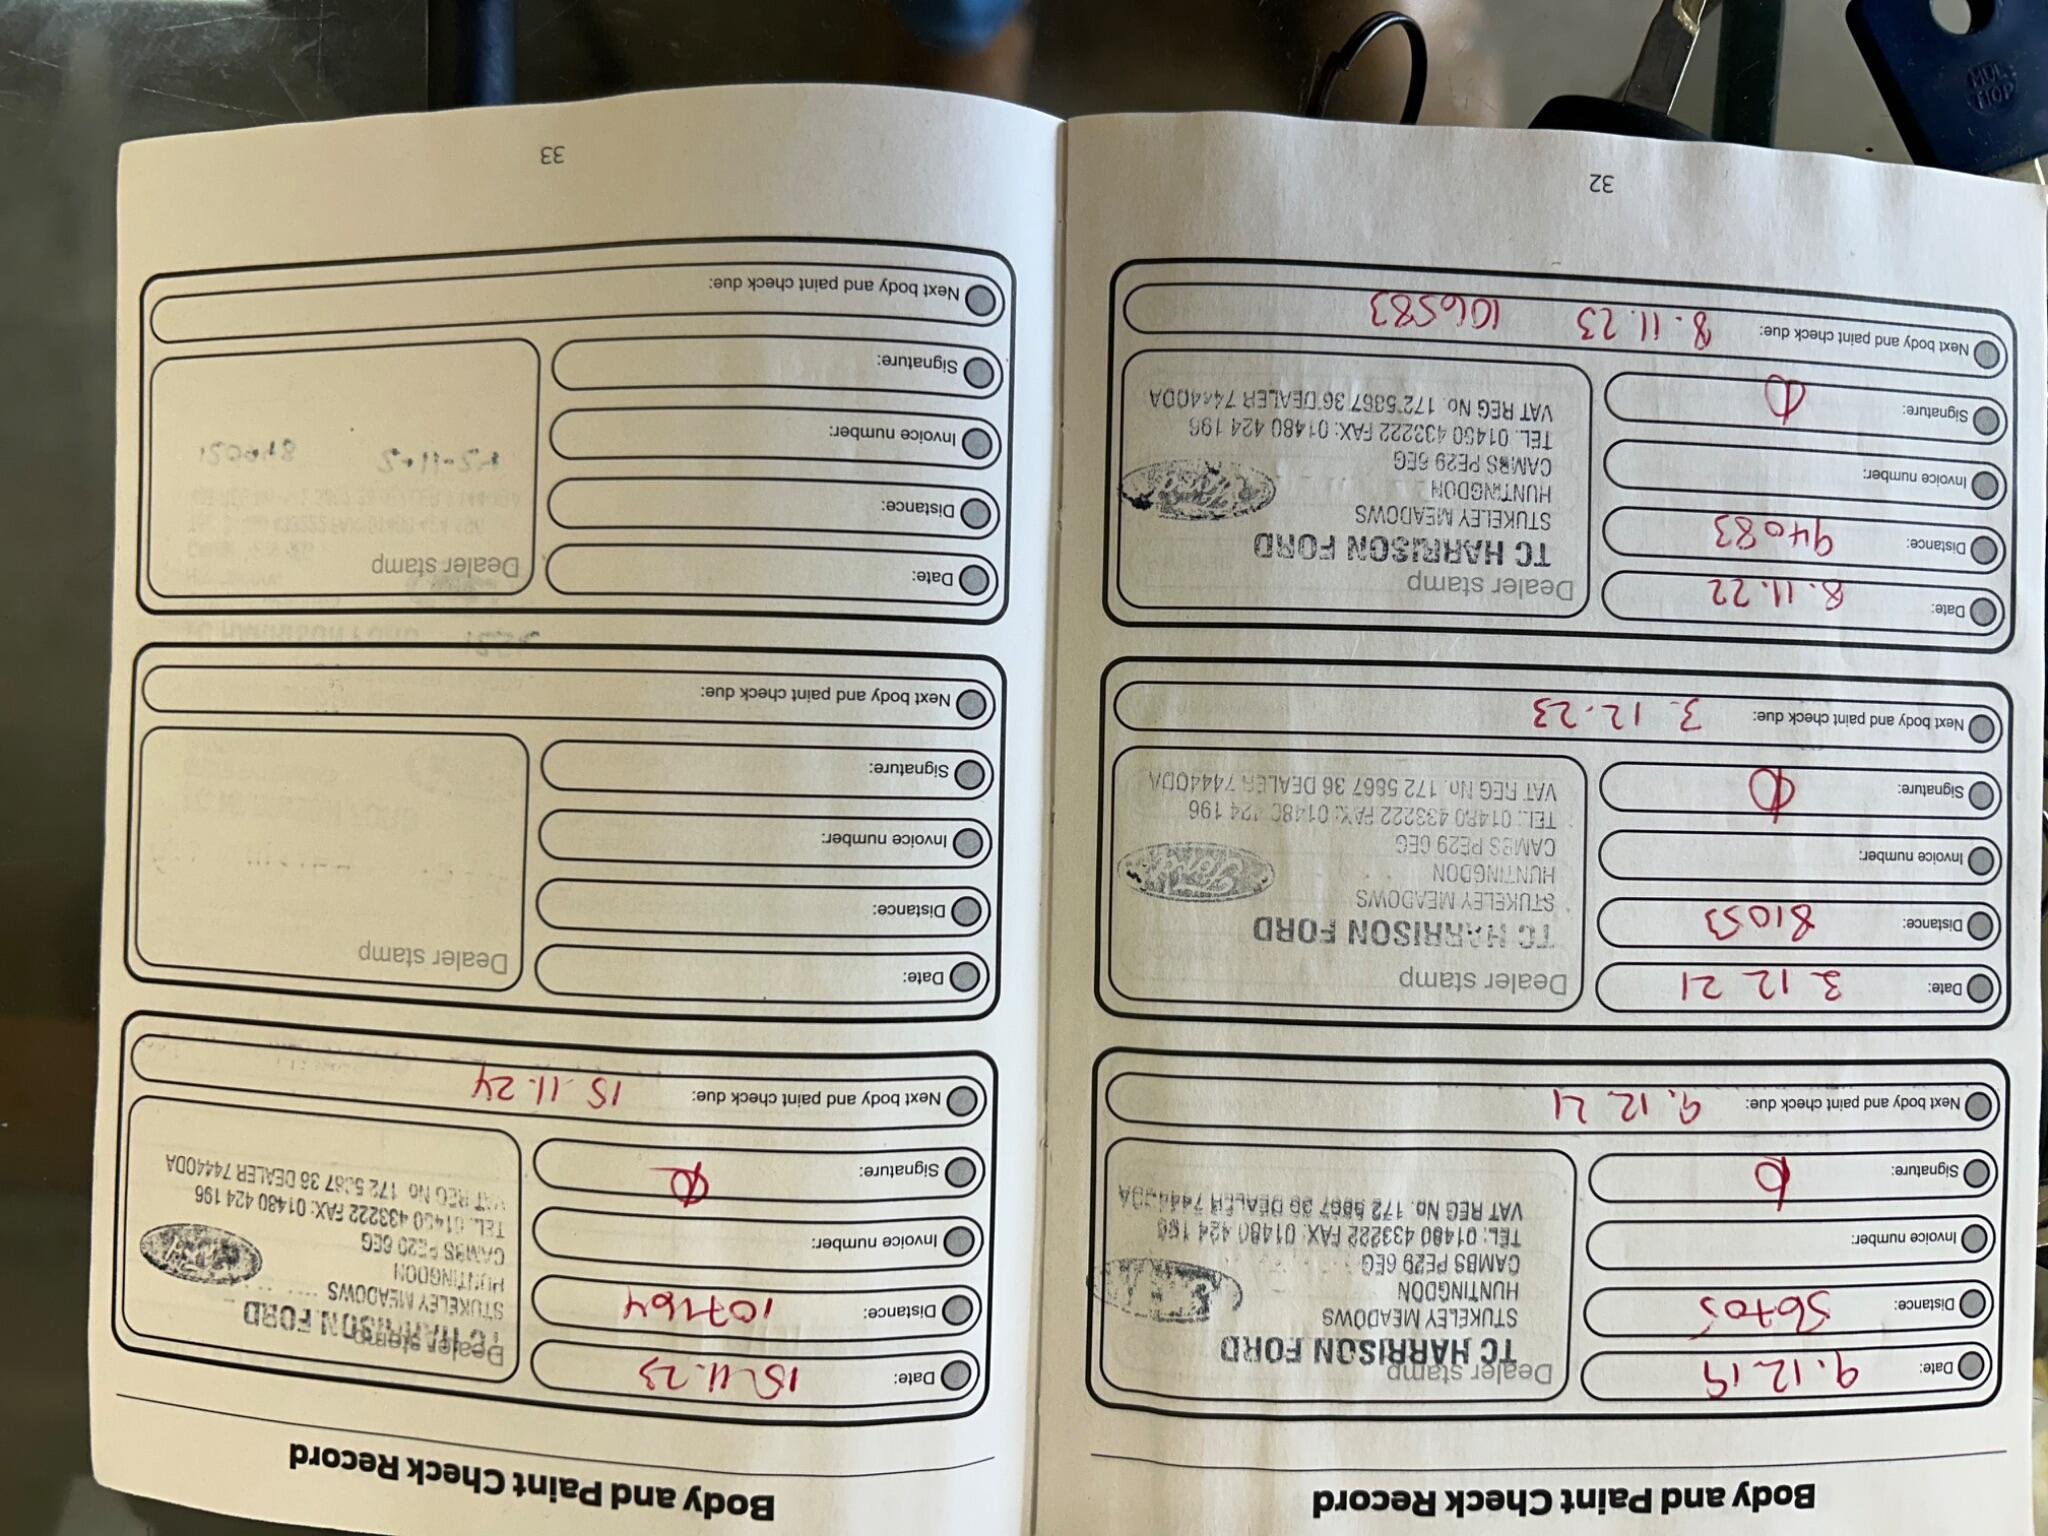 Body and Paint Check Record
Date: 9.12.19
Distance: 56705
Invoice number:
Signature:
Next body and paint check due: 9.12.21
Dealer stamp
TC HARRISON FORD
STUKELEY MEADOWS
HUNTINGDON
CAMBS PE29 6EG
TEL: 01480 433222 FAX: 01480 424 196
VAT REG No. 172 5867 36 DEALER 74440DA
Date: 3.12.21
Distance: 81053
Invoice number:
Signature:
Next body and paint check due: 3.12.23
Dealer stamp
TC HARRISON FORD
STUKELEY MEADOWS
HUNTINGDON
CAMBS PE29 6EG
TEL: 01480 433222 FAX: 01480 424 196
VAT REG No. 172 5867 36 DEALER 74440DA
Date: 8.11.22
Distance: 94083
Invoice number:
Signature:
Next body and paint check due: 8.11.23 106583
Dealer stamp
TC HARRISON FORD
STUKELEY MEADOWS
HUNTINGDON
CAMBS PE29 6EG
TEL: 01480 433222 FAX: 01480 424 196
VAT REG No. 172 5867 36 DEALER 74440DA
32
Body and Paint Check Record
Date: 15.11.23
Distance: 107164
Invoice number:
Signature:
Next body and paint check due: 15.11.24
Dealer stamp
TC HARRISON FORD
STUKELEY MEADOWS
HUNTINGDON
CAMBS PE29 6EG
TEL: 01480 433222 FAX: 01480 424 196
VAT REG No 172 5867 36 DEALER 74440DA
Date:
Distance:
Invoice number:
Signature:
Next body and paint check due:
Dealer stamp
Date:
Distance:
Invoice number:
Signature:
Next body and paint check due:
Dealer stamp
33